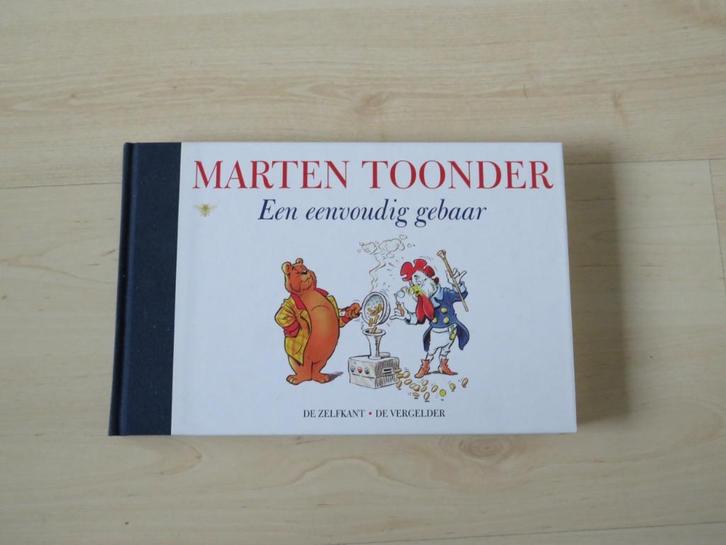 MARTEN TOONDER
Een eenvoudig gebaar
DE ZELFKANT • DE VERGELDER